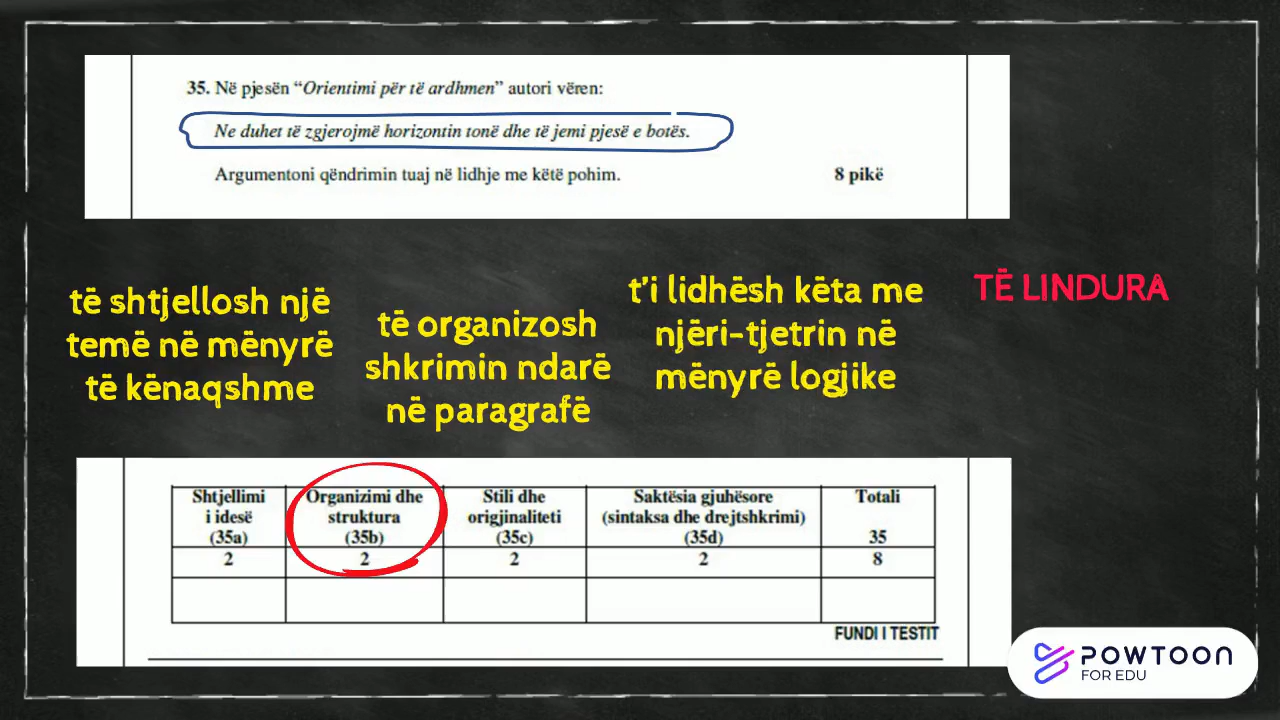 35. Në pjesën “Orientimi për të ardhmen” autori vëren:
Ne duhet të zgjerojmë horizontin tonë dhe të jemi pjesë e botës.
Argumentoni qëndrimin tuaj në lidhje me këtë pohim. 8 pikë
të shtjellosh një
temë në mënyrë
të kënaqshme
të organizosh
shkrimin ndarë
në paragrafë
t'i lidhësh këta me
njëri-tjetrin në
mënyrë logjike
TË LINDURA
Shtjellimi
i idesë
(35a)
Organizimi dhe
struktura
(35b)
Stili dhe
origjinaliteti
(35c)
Saktësia gjuhësore
(sintaksa dhe drejtshkrimi)
(35d)
Totali
35
2 2 2 2 8
FUNDI I TESTIT
POWTOON
FOR EDU